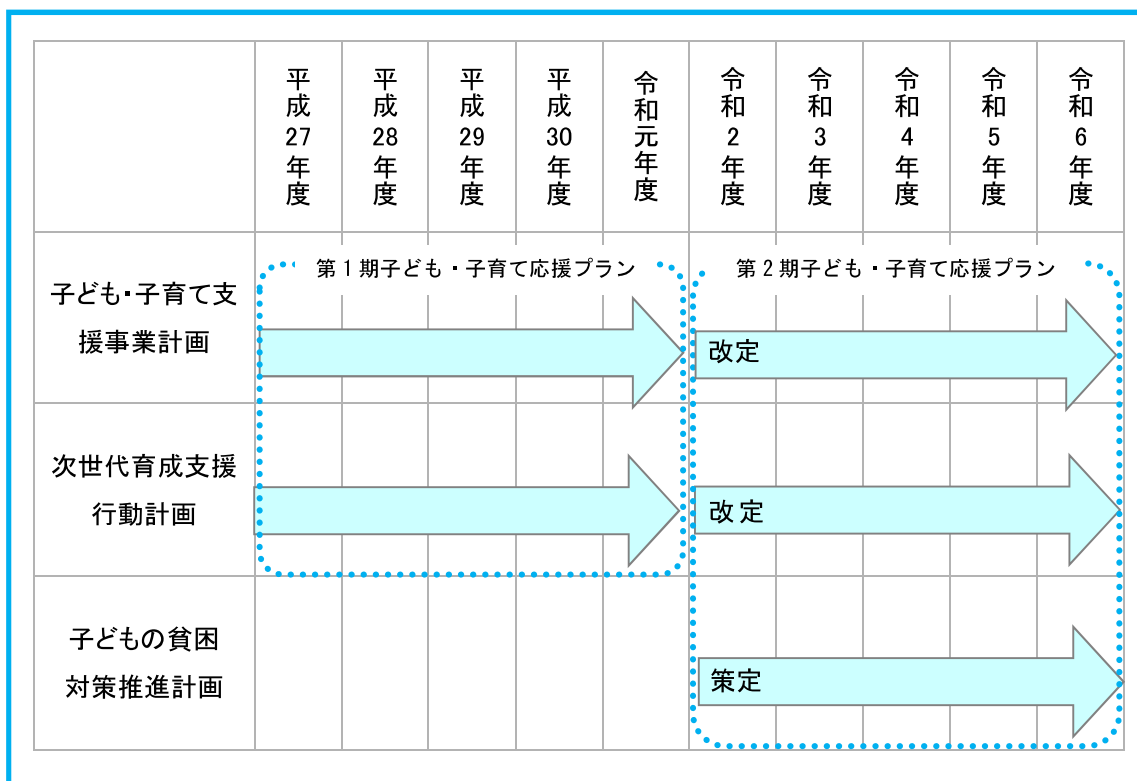 平成27年度
平成28年度
平成29年度
平成30年度
令和元年度
令和2年度
令和3年度
令和4年度
令和5年度
令和6年度
第1期子ども・子育て応援プラン
第2期子ども・子育て応援プラン
子ども・子育て支
援事業計画
改定
次世代育成支援
行動計画
改定
子どもの貧困
対策推進計画
策定